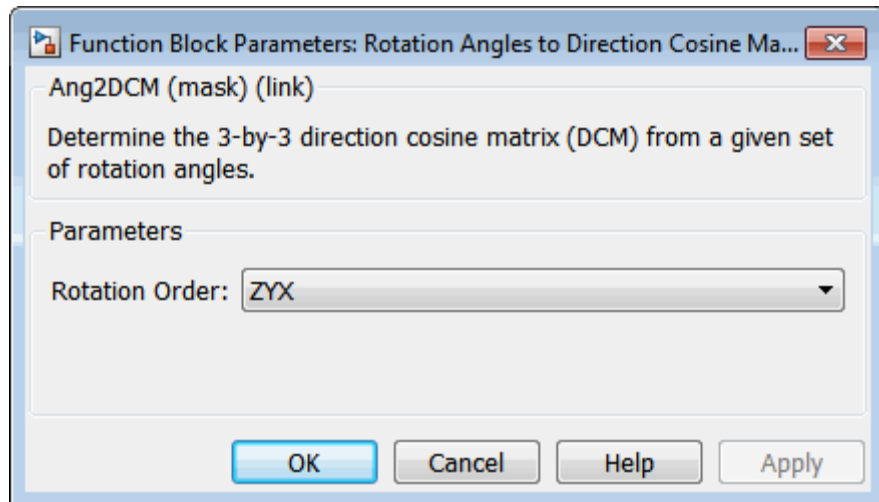 Function Block Parameters: Rotation Angles to Direction Cosine Ma...
Ang2DCM (mask) (link)
Determine the 3-by-3 direction cosine matrix (DCM) from a given set
of rotation angles.
Parameters
Rotation Order: ZYX
OK Cancel Help Apply